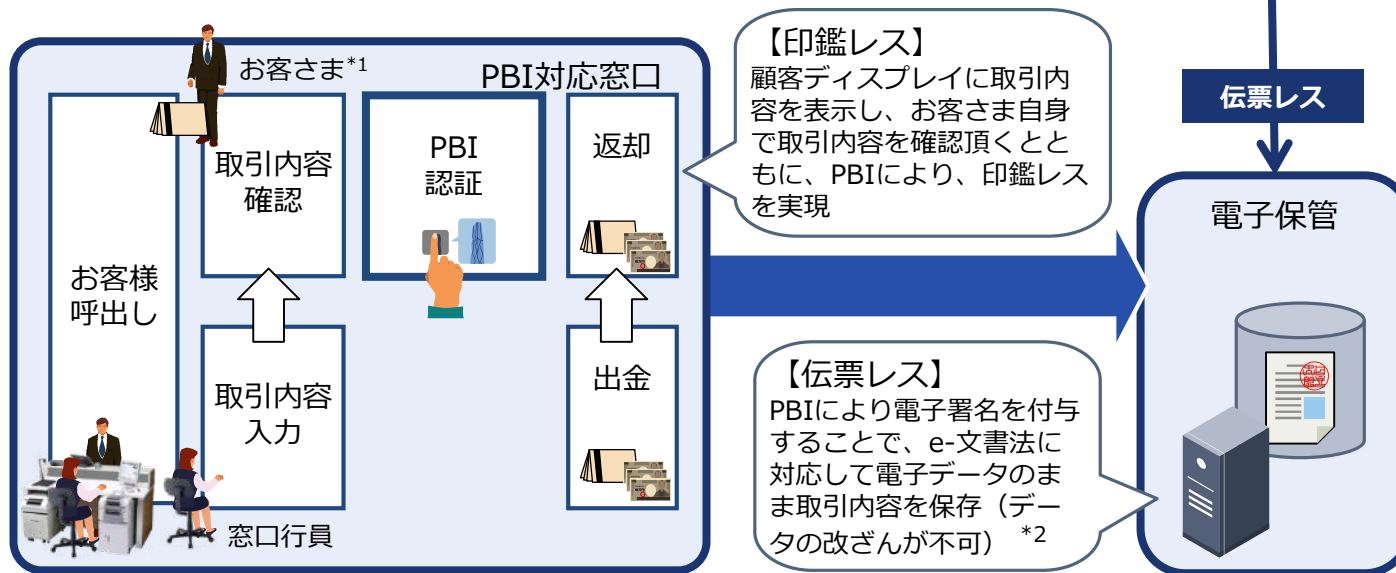 お客さま*1
PBI対応窓口
お客様
呼出し
取引内容
確認
取引内容
入力
PBI
認証
返却
出金
窓口行員
【印鑑レス】
顧客ディスプレイに取引内
容を表示し、お客さま自身
で取引内容を確認頂くとと
もに、PBIにより、印鑑レス
を実現
【伝票レス】
PBIにより電子署名を付与
することで、e-文書法に
対応して電子データのま
ま取引内容を保存（デー
タの改ざんが不可） *2
伝票レス
電子保管